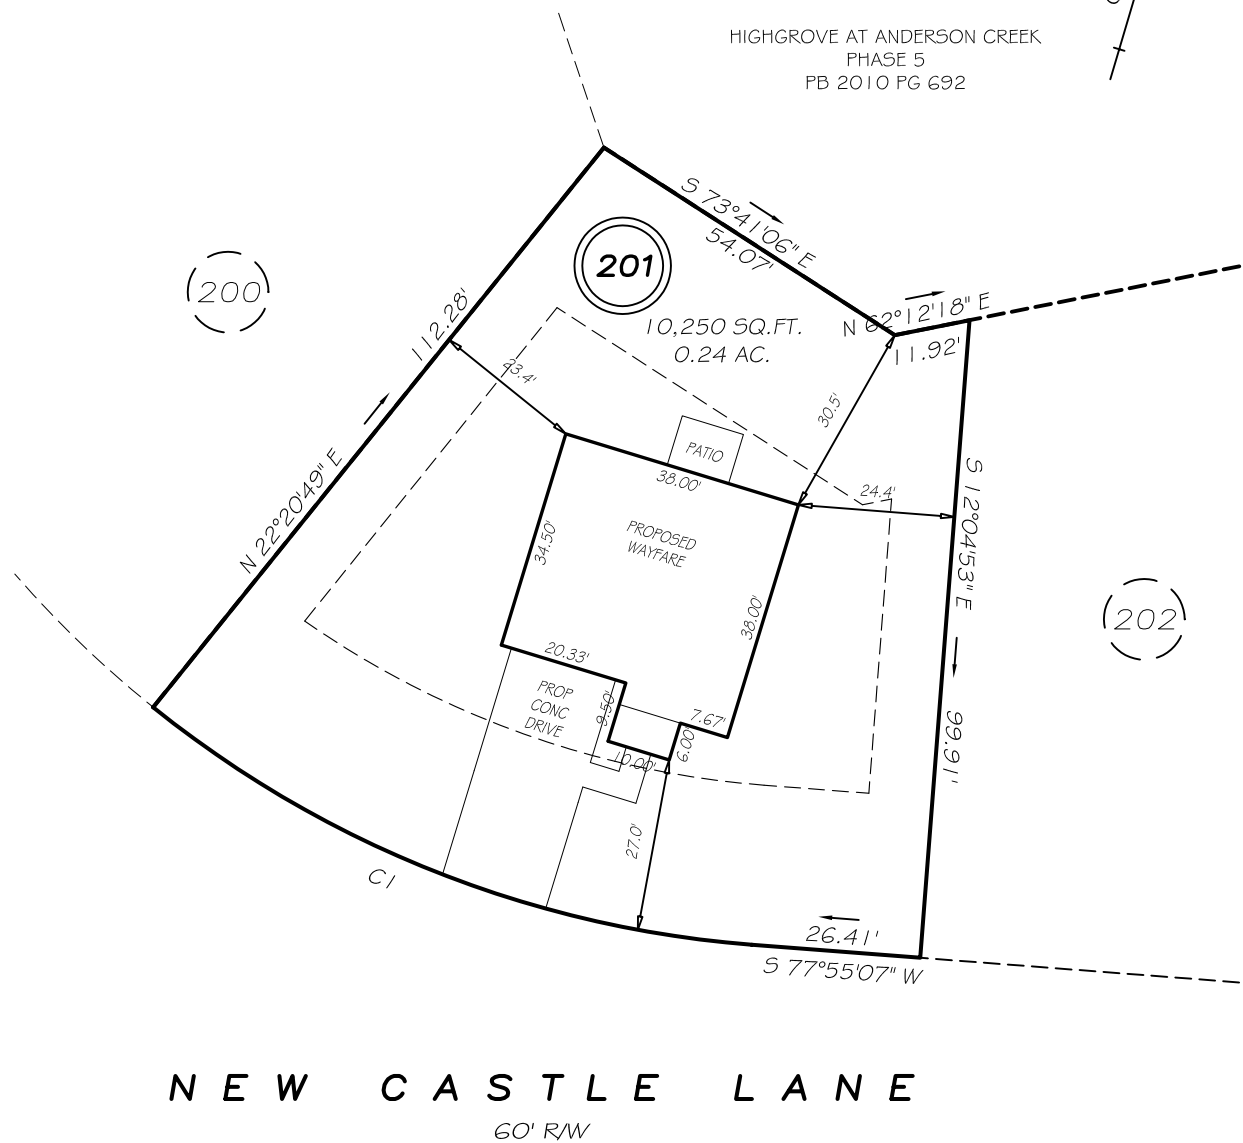 HIGHGROVE AT ANDERSON CREEK
PHASE 5
PB 2010 PG 692
S 73°41'06" E
54.07'
201
200
10,250 SQ.FT.
0.24 AC.
N 62°12'18" E
11.92'
112.28'
N 22°20'49" E
23.4'
30.5'
PATIO
38.00'
24.4'
S 12°04'53" E
99.91'
34.50'
PROPOSED
WAYFARE
38.00'
202
20.33'
PROP
CONC
DRIVE
9.50'
7.67'
6.00'
10.00'
27.0'
C1
26.41'
S 77°55'07" W
NEW CASTLE LANE
60' R/W